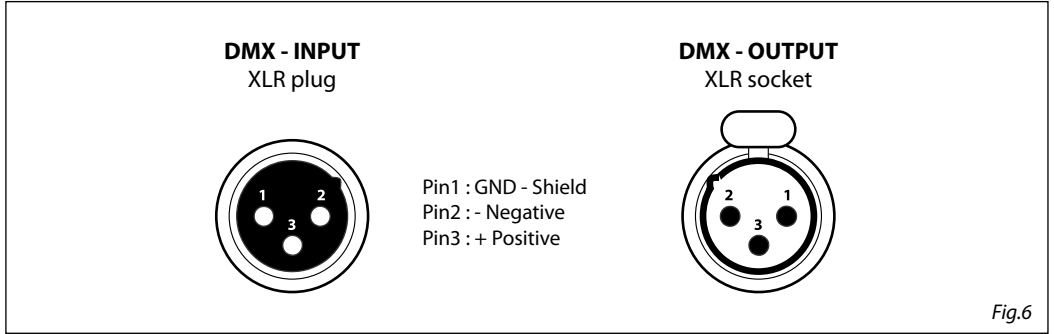 DMX - INPUT
XLR plug
DMX - OUTPUT
XLR socket
1
2
3
Pin1 : GND - Shield
Pin2 : - Negative
Pin3 : + Positive
2
1
3
Fig.6